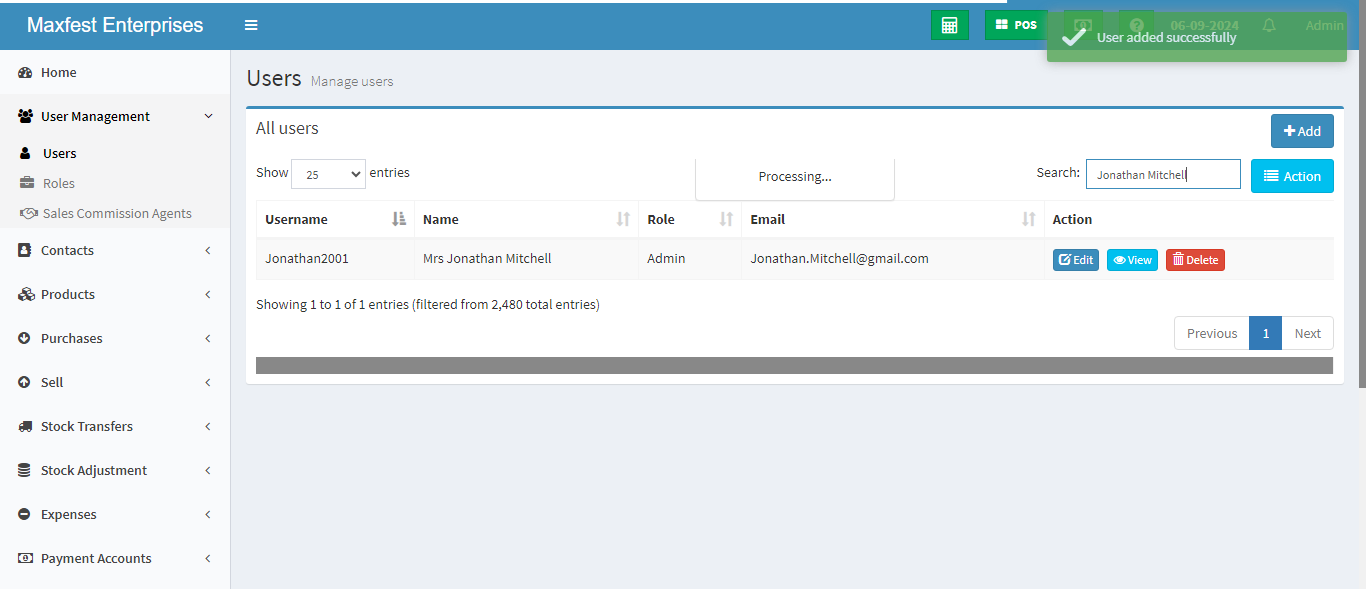 Maxfest Enterprises
POS
06-09-2024
Admin
User added successfully
Home
User Management
Users
Roles
Sales Commission Agents
Contacts
Products
Purchases
Sell
Stock Transfers
Stock Adjustment
Expenses
Payment Accounts
Users Manage users
All users
Add
Show 25 entries
Processing...
Search: Jonathan Mitchell
Action
Username Name Role Email Action
Jonathan2001 Mrs Jonathan Mitchell Admin Jonathan.Mitchell@gmail.com Edit View Delete
Showing 1 to 1 of 1 entries (filtered from 2,480 total entries)
Previous 1 Next